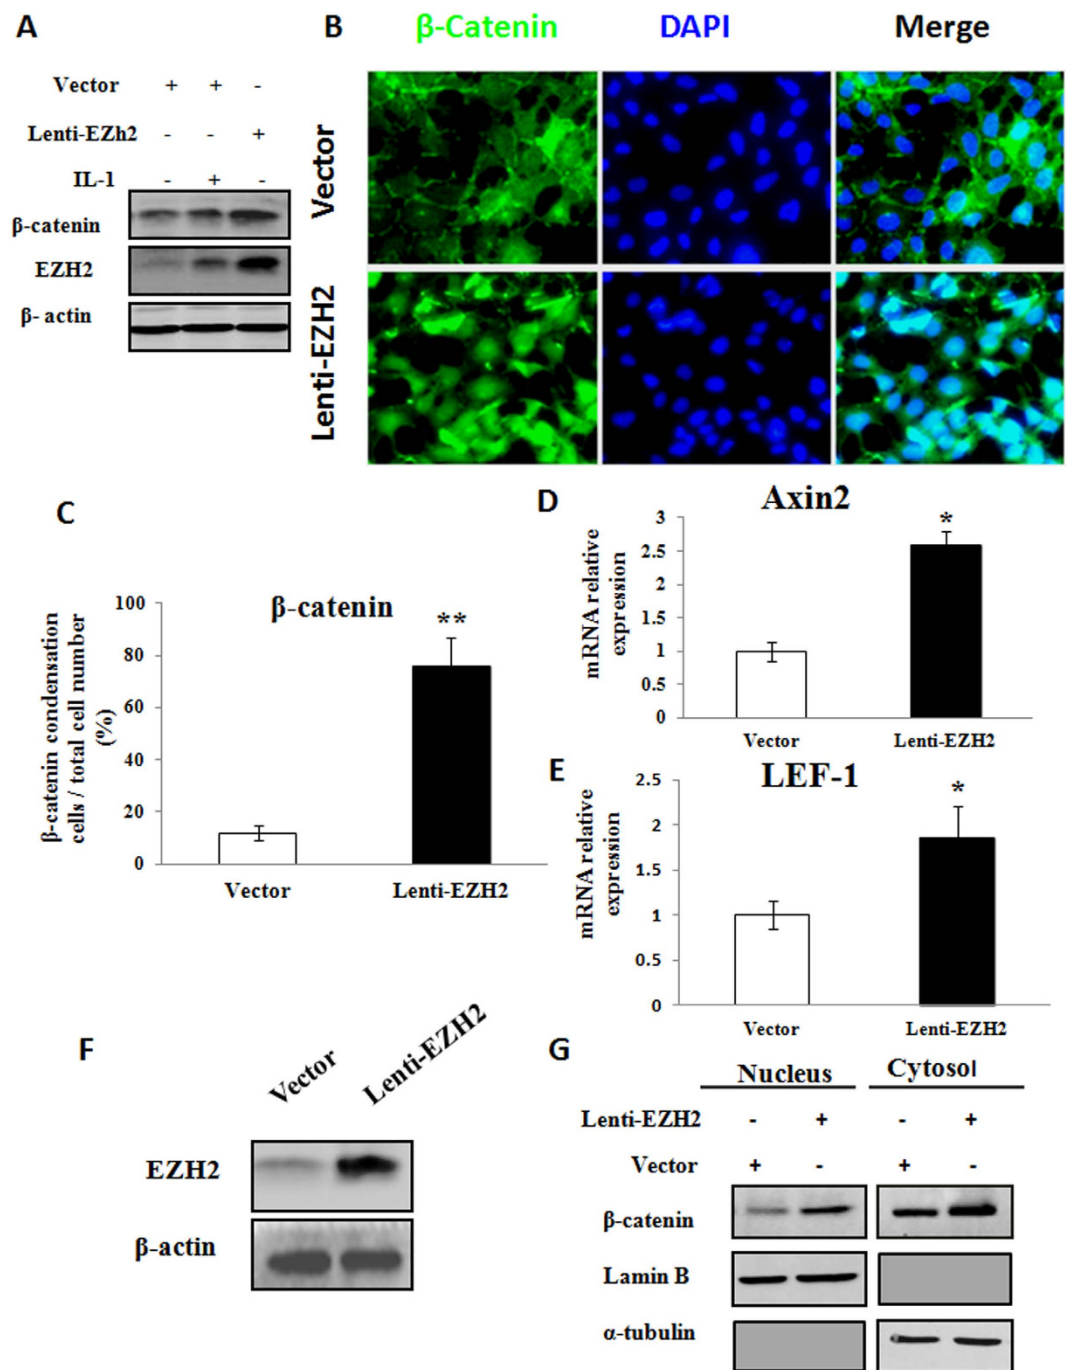 A
Vector + + -
Lenti-EZh2 - - +
IL-1 - + -
β-catenin
EZH2
β- actin
B
β-Catenin DAPI Merge
Vector
Lenti-EZH2
C
β-catenin
β-catenin condensation
cells / total cell number
(%)
100
80
60
40
20
0
**
Vector Lenti-EZH2
D
Axin2
mRNA relative
expression
3
2.5
2
1.5
1
0.5
0
*
Vector Lenti-EZH2
E
LEF-1
mRNA relative
expression
2.5
2
1.5
1
0.5
0
*
Vector Lenti-EZH2
F
Vector Lenti-EZH2
EZH2
β-actin
G
Nucleus Cytosol
Lenti-EZH2 - + - +
Vector + - + -
β-catenin
Lamin B
α-tubulin